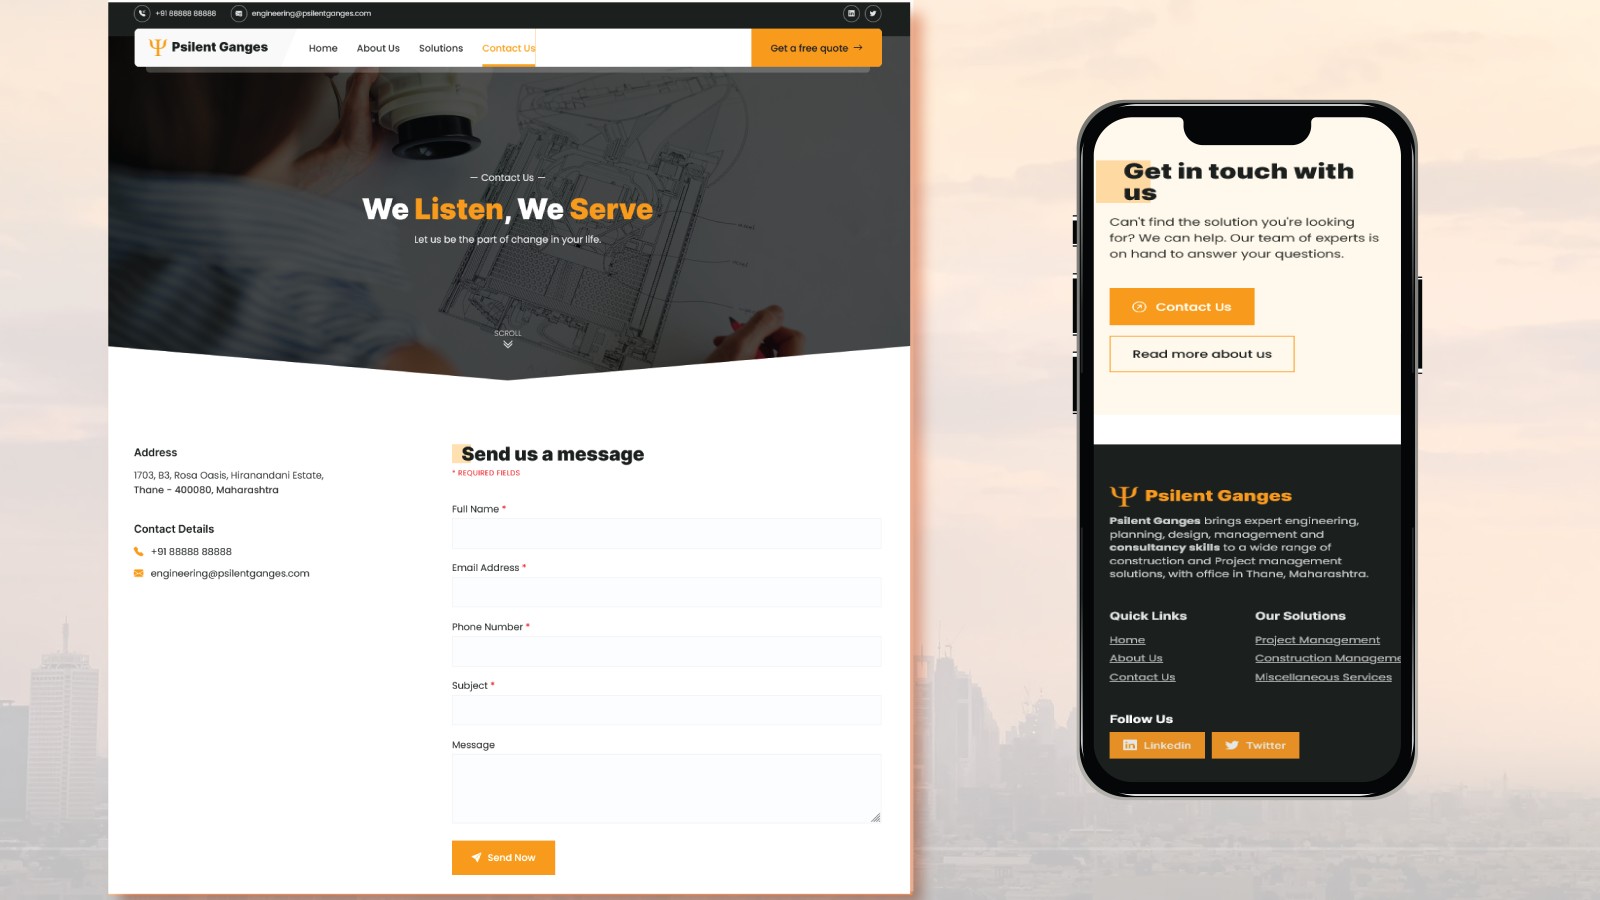 +91 88888 88888
engineering@psilentganges.com
Psilent Ganges
Home
About Us
Solutions
Contact Us
Get a free quote
— Contact Us —
We Listen, We Serve
Let us be the part of change in your life.
SCROLL
Address
1703, B3, Rosa Oasis, Hiranandani Estate,
Thane - 400080, Maharashtra
Contact Details
+91 88888 88888
engineering@psilentganges.com
Send us a message
* REQUIRED FIELDS
Full Name *
Email Address *
Phone Number *
Subject *
Message
Send Now
Get in touch with
us
Can't find the solution you're looking
for? We can help. Our team of experts is
on hand to answer your questions.
Contact Us
Read more about us
Psilent Ganges
Psilent Ganges brings expert engineering,
planning, design, management and
consultancy skills to a wide range of
construction and Project management
solutions, with office in Thane, Maharashtra.
Quick Links
Home
About Us
Contact Us
Our Solutions
Project Management
Construction Manageme
Miscellaneous Services
Follow Us
Linkedin
Twitter